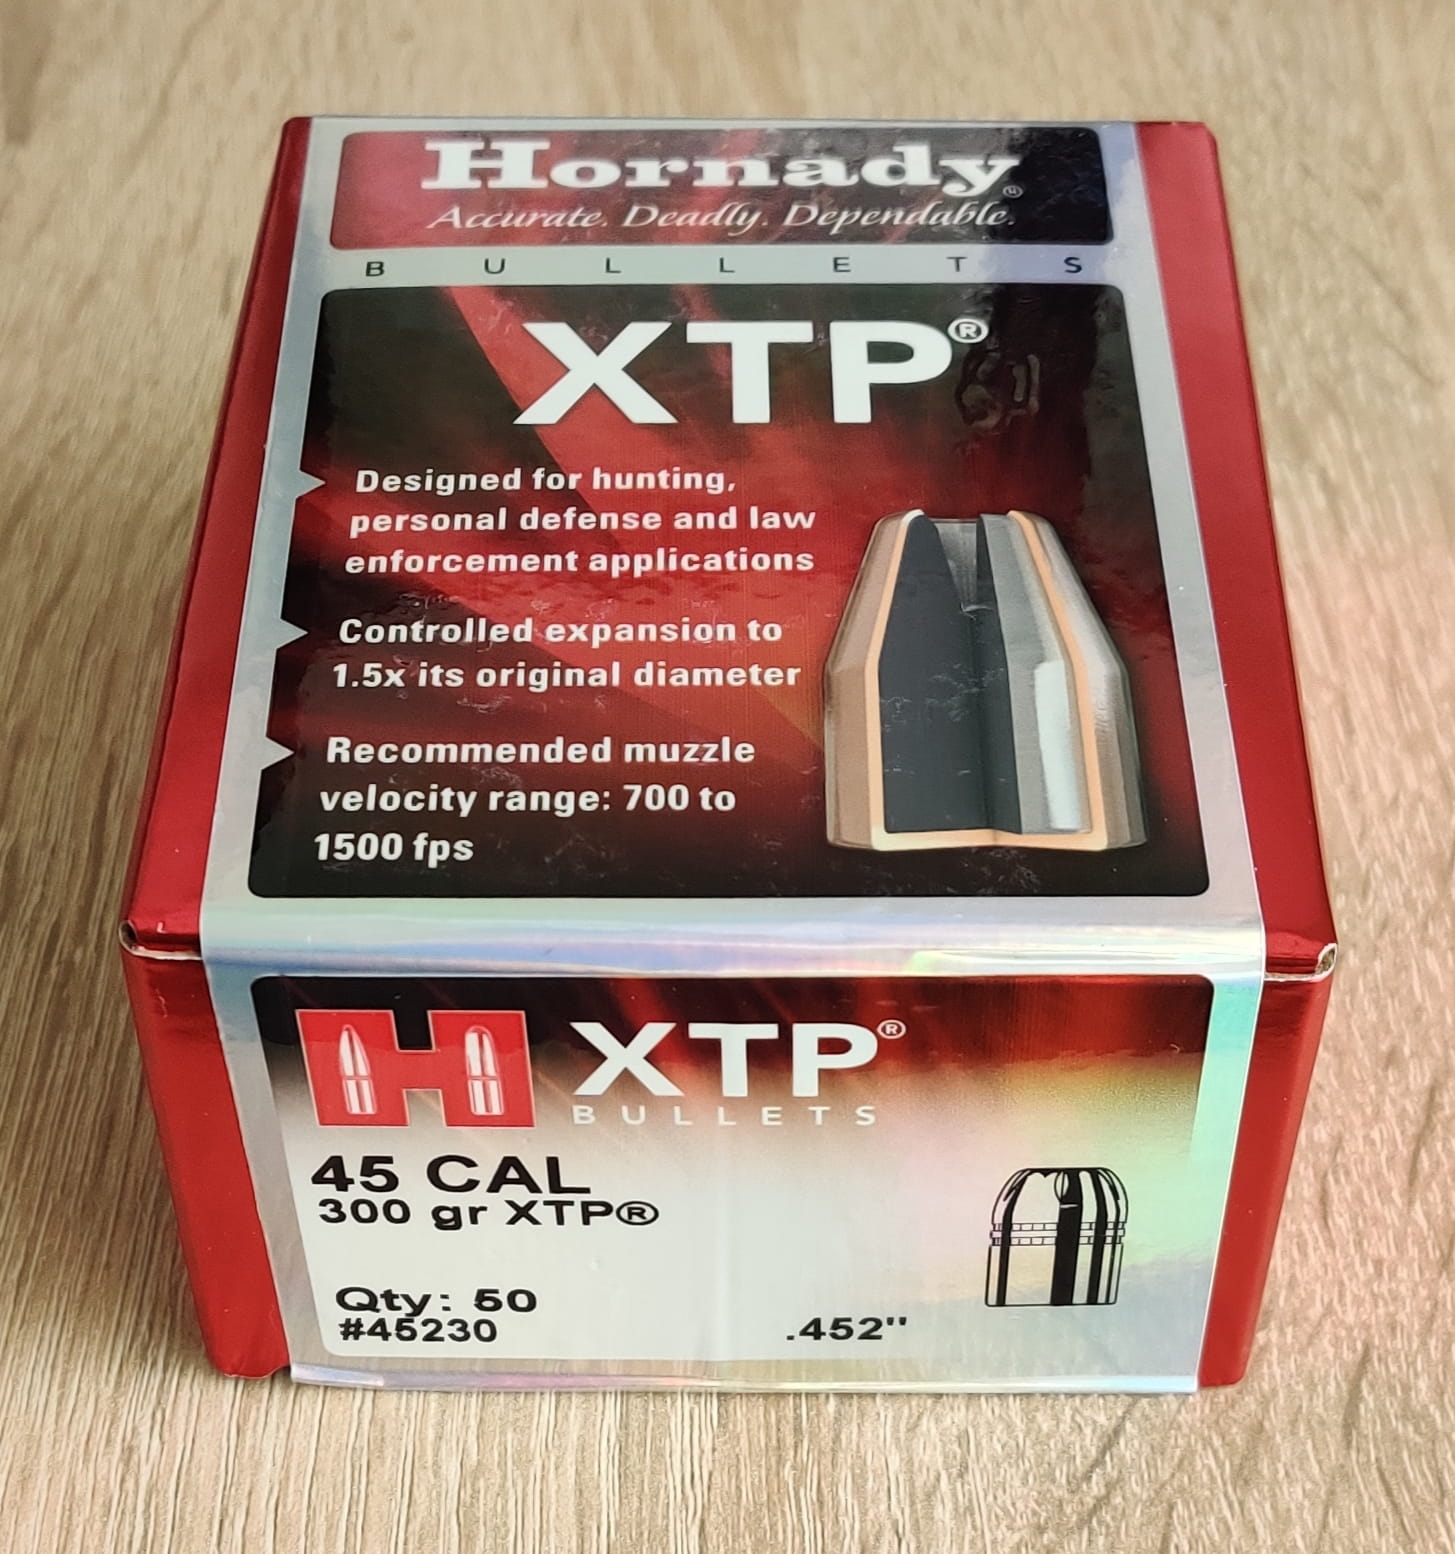 Hornady®
Accurate. Deadly. Dependable.
BULLETS
XTP®
Designed for hunting,
personal defense and law
enforcement applications
Controlled expansion to
1.5x its original diameter
Recommended muzzle
velocity range: 700 to
1500 fps
H XTP®
BULLETS
45 CAL
300 gr XTP®
Qty: 50
#45230 .452"